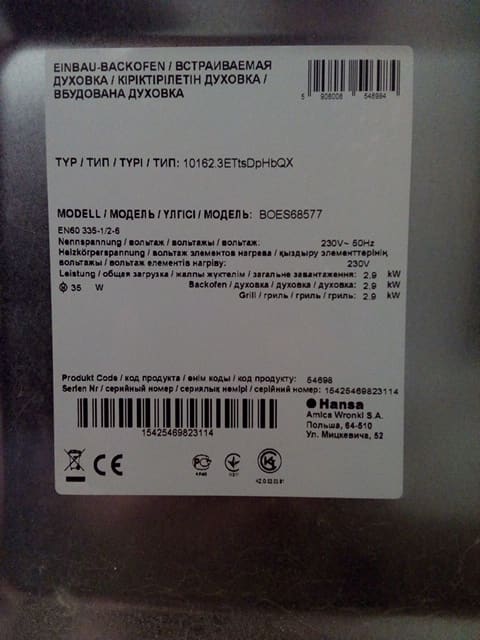 EINBAU-BACKOFEN / ВСТРАИВАЕМАЯ
ДУХОВКА / КІРІКТІРІЛЕТІН ДУХОВКА /
ВБУДОВАНА ДУХОВКА
5 906006 546984
TYP / ТИП / ТYPI / ТИП: 10162.3ETtsDpHbQX
MODELL / МОДЕЛЬ / ҮЛГІСІ / МОДЕЛЬ: BOES68577
EN60 335-1/2-6
Nennspannung / вольтаж / вольтажы / вольтаж: 230V~ 50Hz
Heizkörperspannung / вольтаж элементов нагрева / қыздыру элементтерінің
вольтажы / вольтаж елементів нагріву: 230V
Leistung / общая загрузка / жалпы жүктелім / загальне завантаження: 2,9 kW
35 W Backofen / духовка / духовка / духовка: 2,9 kW
Grill / гриль / гриль / гриль: 2,9 kW
Produkt Code / код продукта / өнім коды / код продукту: 54698
Serien Nr / серийный номер / сериялық немірі / серійний номер: 15425469823114
Hansa
Amica Wronki S.A.
Польша, 64-510
Ул. Мицкевича, 52
15425469823114
CE